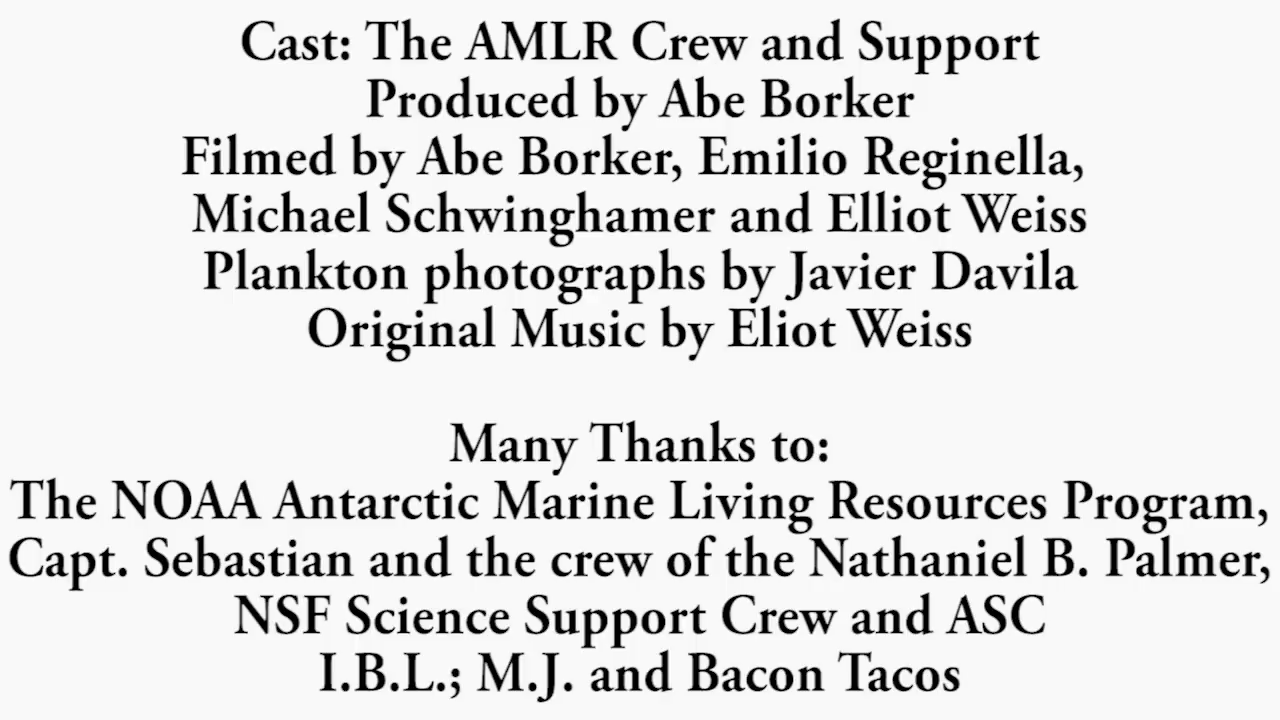 Cast: The AMLR Crew and Support
Produced by Abe Borker
Filmed by Abe Borker, Emilio Reginella,
Michael Schwinghamer and Elliot Weiss
Plankton photographs by Javier Davila
Original Music by Eliot Weiss
Many Thanks to:
The NOAA Antarctic Marine Living Resources Program,
Capt. Sebastian and the crew of the Nathaniel B. Palmer,
NSF Science Support Crew and ASC
I.B.L.; M.J. and Bacon Tacos